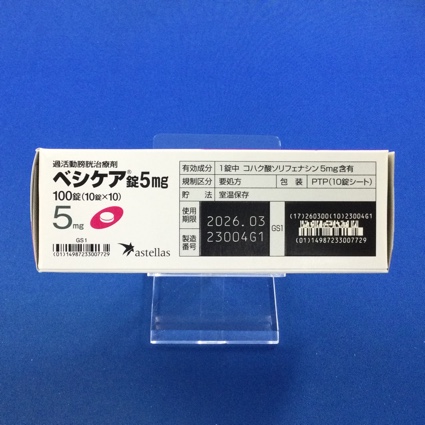 過活動膀胱治療剤
ベシケア®錠5mg
100錠(10錠×10)
5mg
GS1
(01)14987233007729
astellas
有効成分 1錠中 コハク酸ソリフェナシン5mg含有
規制区分 要処方 包装 PTP(10錠シート)
貯法 室温保存
使用期限 2026.03
製造番号 23004G1
GS1
(17)260300(10)23004G1
(01)14987233007729